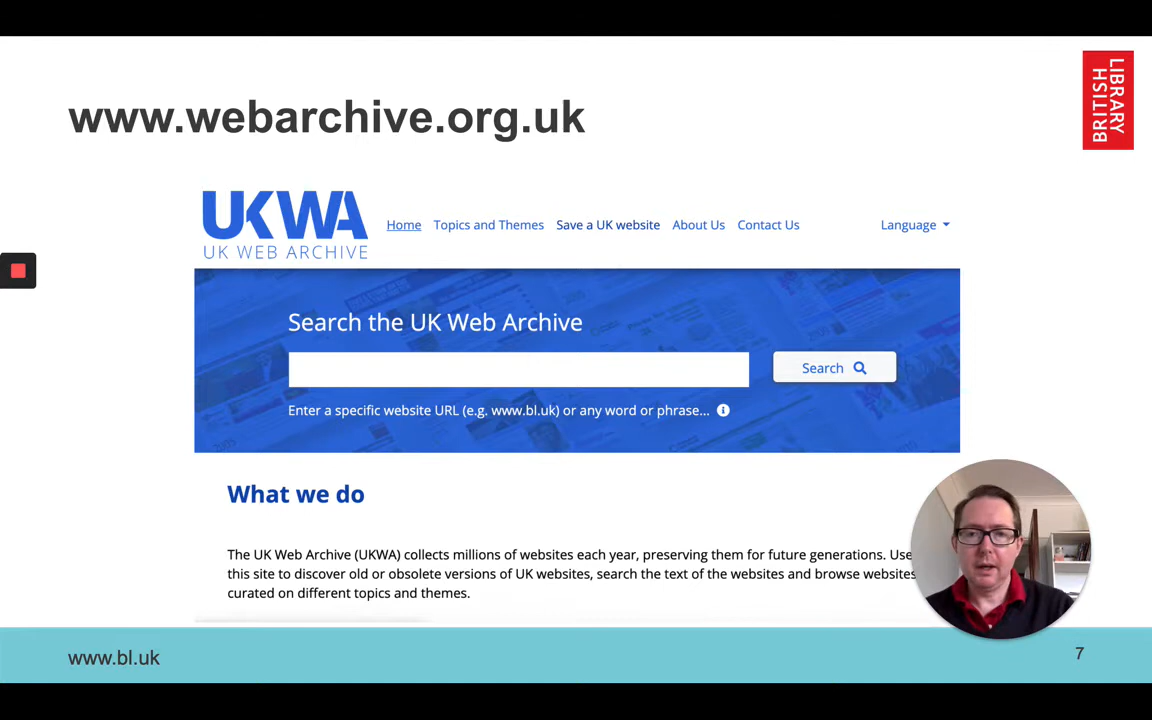 www.webarchive.org.uk
BRITISH
LIBRARY
UKWA
UK WEB ARCHIVE
Home Topics and Themes Save a UK website About Us Contact Us Language
Search the UK Web Archive
Search
Enter a specific website URL (e.g. www.bl.uk) or any word or phrase...
What we do
The UK Web Archive (UKWA) collects millions of websites each year, preserving them for future generations. Use
this site to discover old or obsolete versions of UK websites, search the text of the websites and browse websites
curated on different topics and themes.
www.bl.uk
7